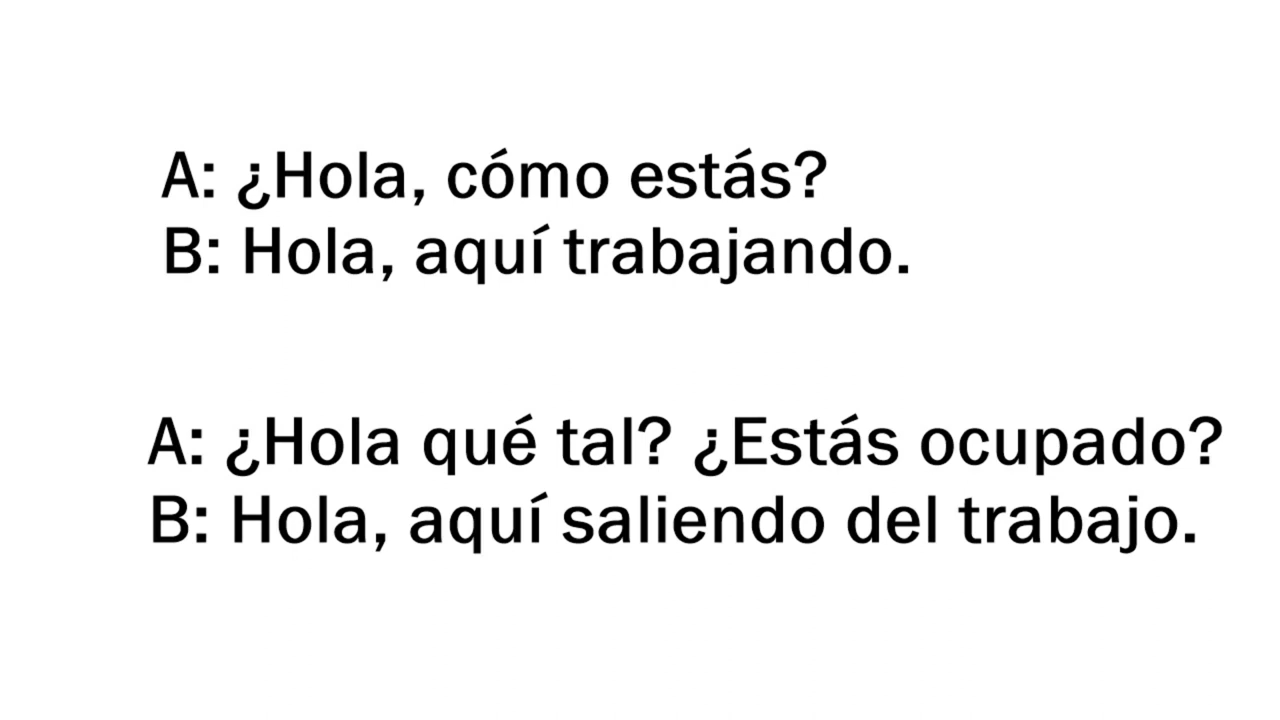 A: ¿Hola, cómo estás?
B: Hola, aquí trabajando.
A: ¿Hola qué tal? ¿Estás ocupado?
B: Hola, aquí saliendo del trabajo.